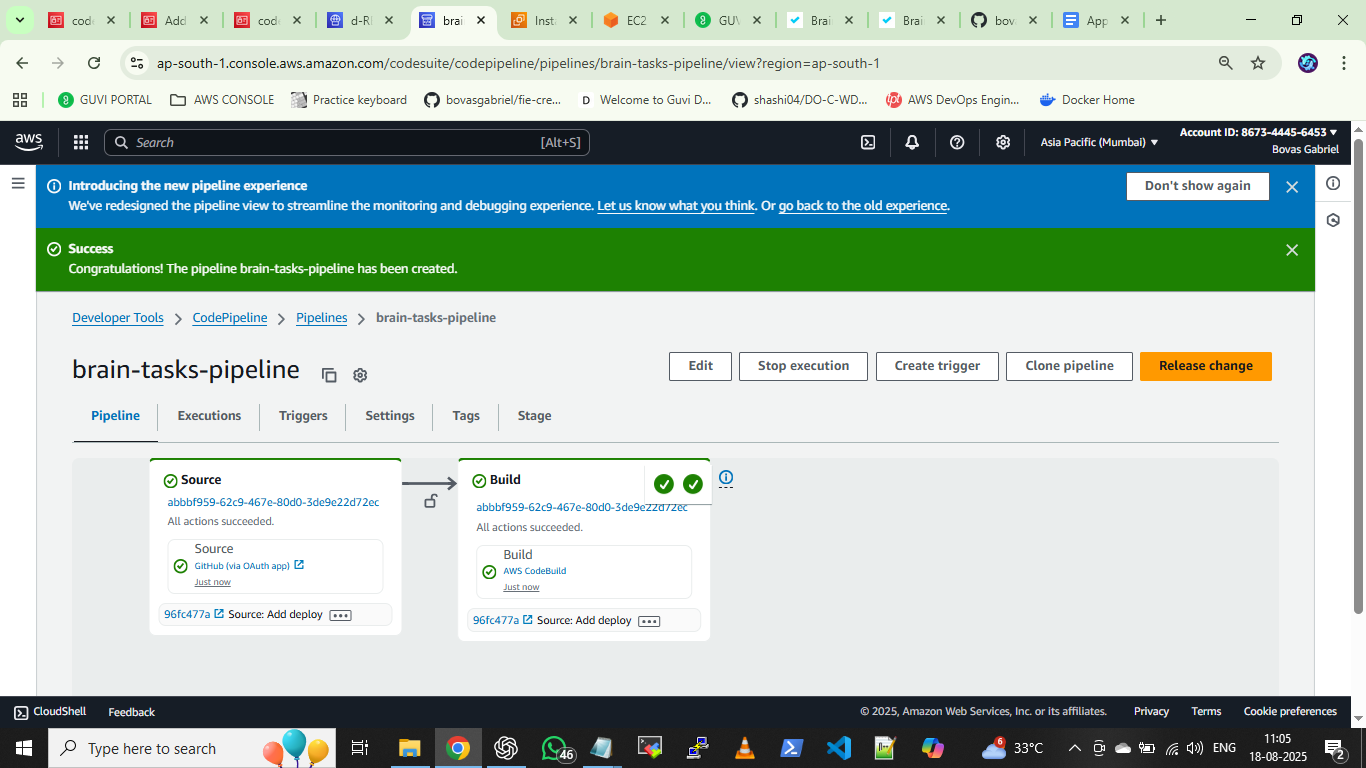 code
Add
code
d-RI
brai
Insta
EC2
GUV
Brai
Brai
bova
App
ap-south-1.console.aws.amazon.com/codesuite/codepipeline/pipelines/brain-tasks-pipeline/view?region=ap-south-1
GUVI PORTAL
AWS CONSOLE
Practice keyboard
bovasgabriel/fie-cre...
Welcome to Guvi D...
shashi04/DO-C-WD...
AWS DevOps Engin...
Docker Home
aws
Search
[Alt+S]
Asia Pacific (Mumbai)
Account ID: 8673-4445-6453
Bovas Gabriel
Introducing the new pipeline experience
We've redesigned the pipeline view to streamline the monitoring and debugging experience. Let us know what you think. Or go back to the old experience.
Don't show again
Success
Congratulations! The pipeline brain-tasks-pipeline has been created.
Developer Tools
CodePipeline
Pipelines
brain-tasks-pipeline
brain-tasks-pipeline
Edit
Stop execution
Create trigger
Clone pipeline
Release change
Pipeline
Executions
Triggers
Settings
Tags
Stage
Source
abbbf959-62c9-467e-80d0-3de9e22d72ec
All actions succeeded.
Source
GitHub (via OAuth app)
Just now
96fc477a Source: Add deploy
Build
abbbf959-62c9-467e-80d0-3de9e22d72ec
All actions succeeded.
Build
AWS CodeBuild
Just now
96fc477a Source: Add deploy
CloudShell
Feedback
© 2025, Amazon Web Services, Inc. or its affiliates.
Privacy
Terms
Cookie preferences
Type here to search
46
6
33°C
ENG
11:05
18-08-2025
2